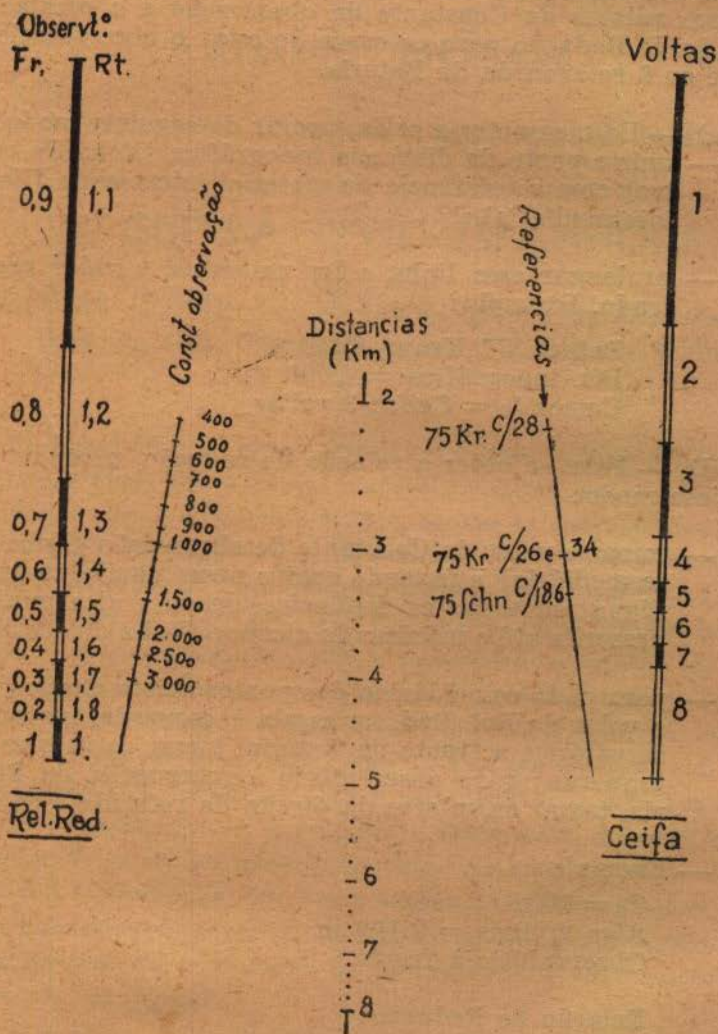 Observt.º
Fr. Rt.
0,9 1,1
0,8 1,2
0,7 1,3
0,6 1,4
0,5 1,5
0,4 1,6
0,3 1,7
0,2 1,8
1 1.
Rel. Red.
Const observação
400
500
600
700
800
900
1.000
1.500
2.000
2.500
3.000
Distancias
(Km)
2
3
4
5
6
7
8
Referencias
75 Kr. C/28
75 Kr C/26 e 34
75 ſchn C/18,6
Voltas
1
2
3
4
5
6
7
8
Ceifa